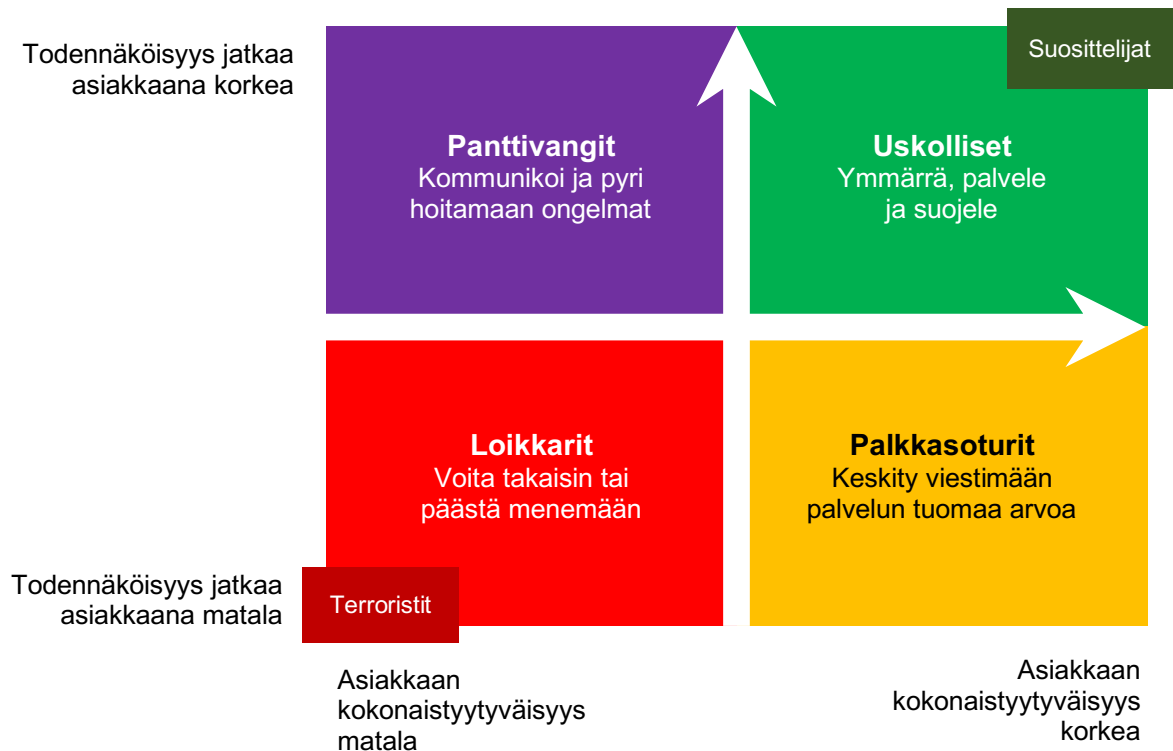 Todennäköisyys jatkaa
asiakkaana korkea
Suosittelijat
Panttivangit
Kommunikoi ja pyri
hoitamaan ongelmat
Uskolliset
Ymmärrä, palvele
ja suojele
Loikkarit
Voita takaisin tai
päästä menemään
Palkkasoturit
Keskity viestimään
palvelun tuomaa arvoa
Todennäköisyys jatkaa
asiakkaana matala
Terroristit
Asiakkaan
kokonaistyytyväisyys
matala
Asiakkaan
kokonaistyytyväisyys
korkea